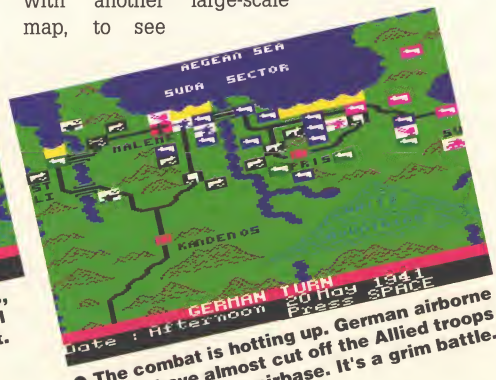 with another large-scale
map, to see
AEGEAN SEA
SUDA SECTOR
MALEME
KANDENOS
GERMAN TURN
Date : Afternoon 20 May 1941
Press SPACE
● The combat is hotting up. German airborne
have almost cut off the Allied troops
airbase. It's a grim battle.